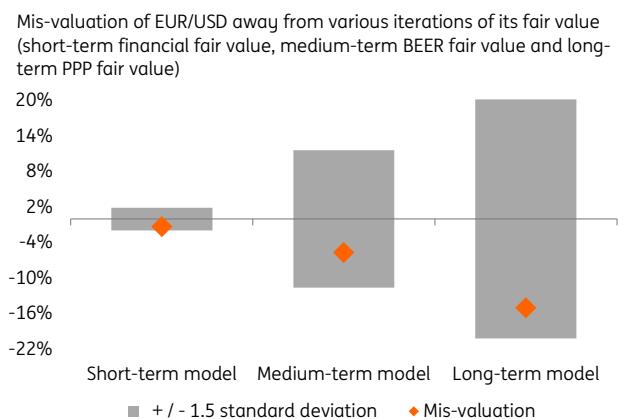 Mis-valuation of EUR/USD away from various iterations of its fair value
(short-term financial fair value, medium-term BEER fair value and long-
term PPP fair value)
20%
14%
8%
2%
-4%
-10%
-16%
-22%
Short-term model Medium-term model Long-term model
+ / - 1.5 standard deviation Mis-valuation